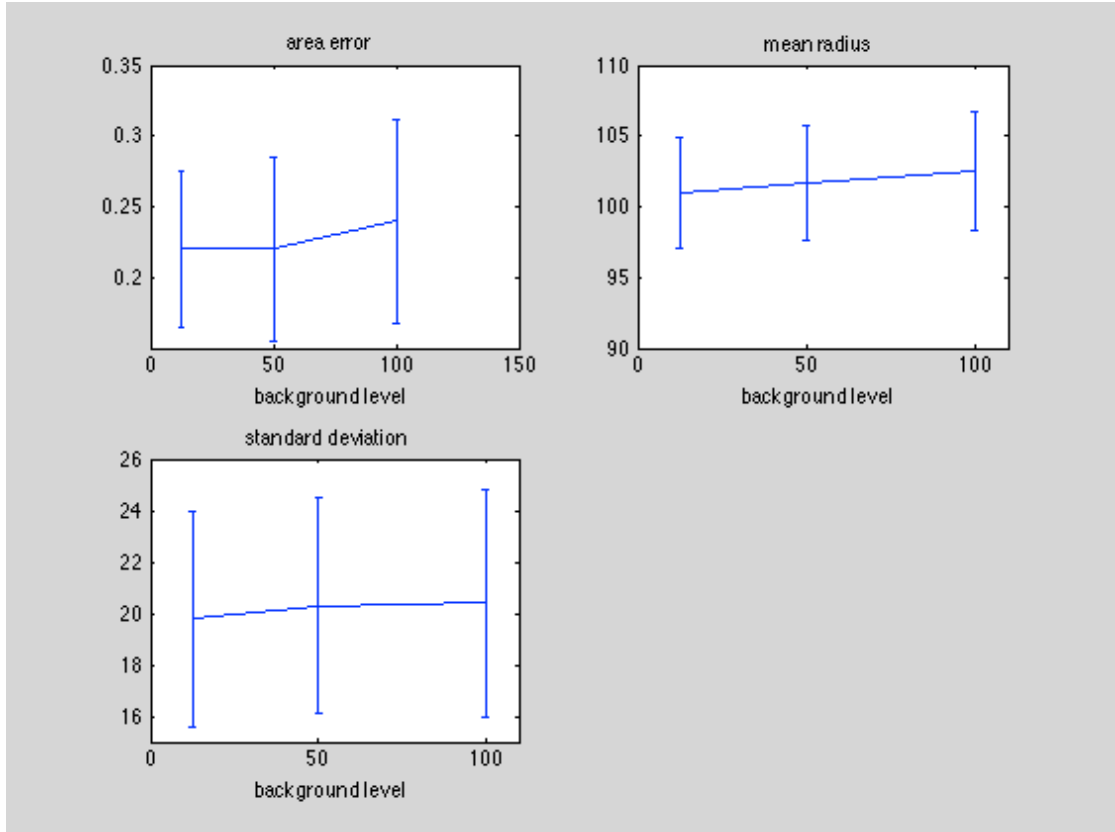 area error
0.35
0.3
0.25
0.2
0 50 100 150
background level
mean radius
110
105
100
95
90
0 50 100
background level
standard deviation
26
24
22
20
18
16
0 50 100
background level